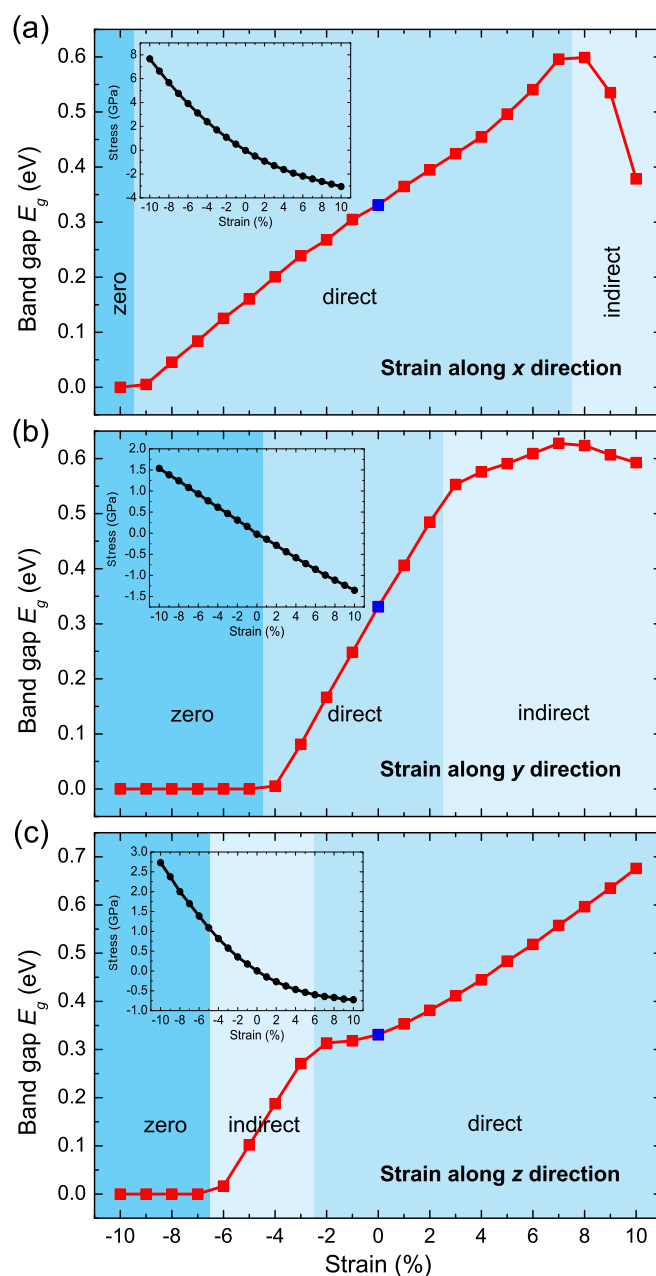 (a)
0.6
0.5
0.4
0.3
0.2
0.1
0.0
Band gap E_g (eV)
8
6
4
2
0
-2
-4
Stress (GPa)
-10 -8 -6 -4 -2 0 2 4 6 8 10
Strain (%)
zero
direct
indirect
Strain along x direction
(b)
0.6
0.5
0.4
0.3
0.2
0.1
0.0
Band gap E_g (eV)
2.0
1.5
1.0
0.5
0.0
-0.5
-1.0
-1.5
Stress (GPa)
-10 -8 -6 -4 -2 0 2 4 6 8 10
Strain (%)
zero direct indirect
Strain along y direction
(c)
0.7
0.6
0.5
0.4
0.3
0.2
0.1
0.0
Band gap E_g (eV)
3.0
2.5
2.0
1.5
1.0
0.5
0.0
-0.5
-1.0
Stress (GPa)
-10 -8 -6 -4 -2 0 2 4 6 8 10
Strain (%)
zero indirect direct
Strain along z direction
-10 -8 -6 -4 -2 0 2 4 6 8 10
Strain (%)